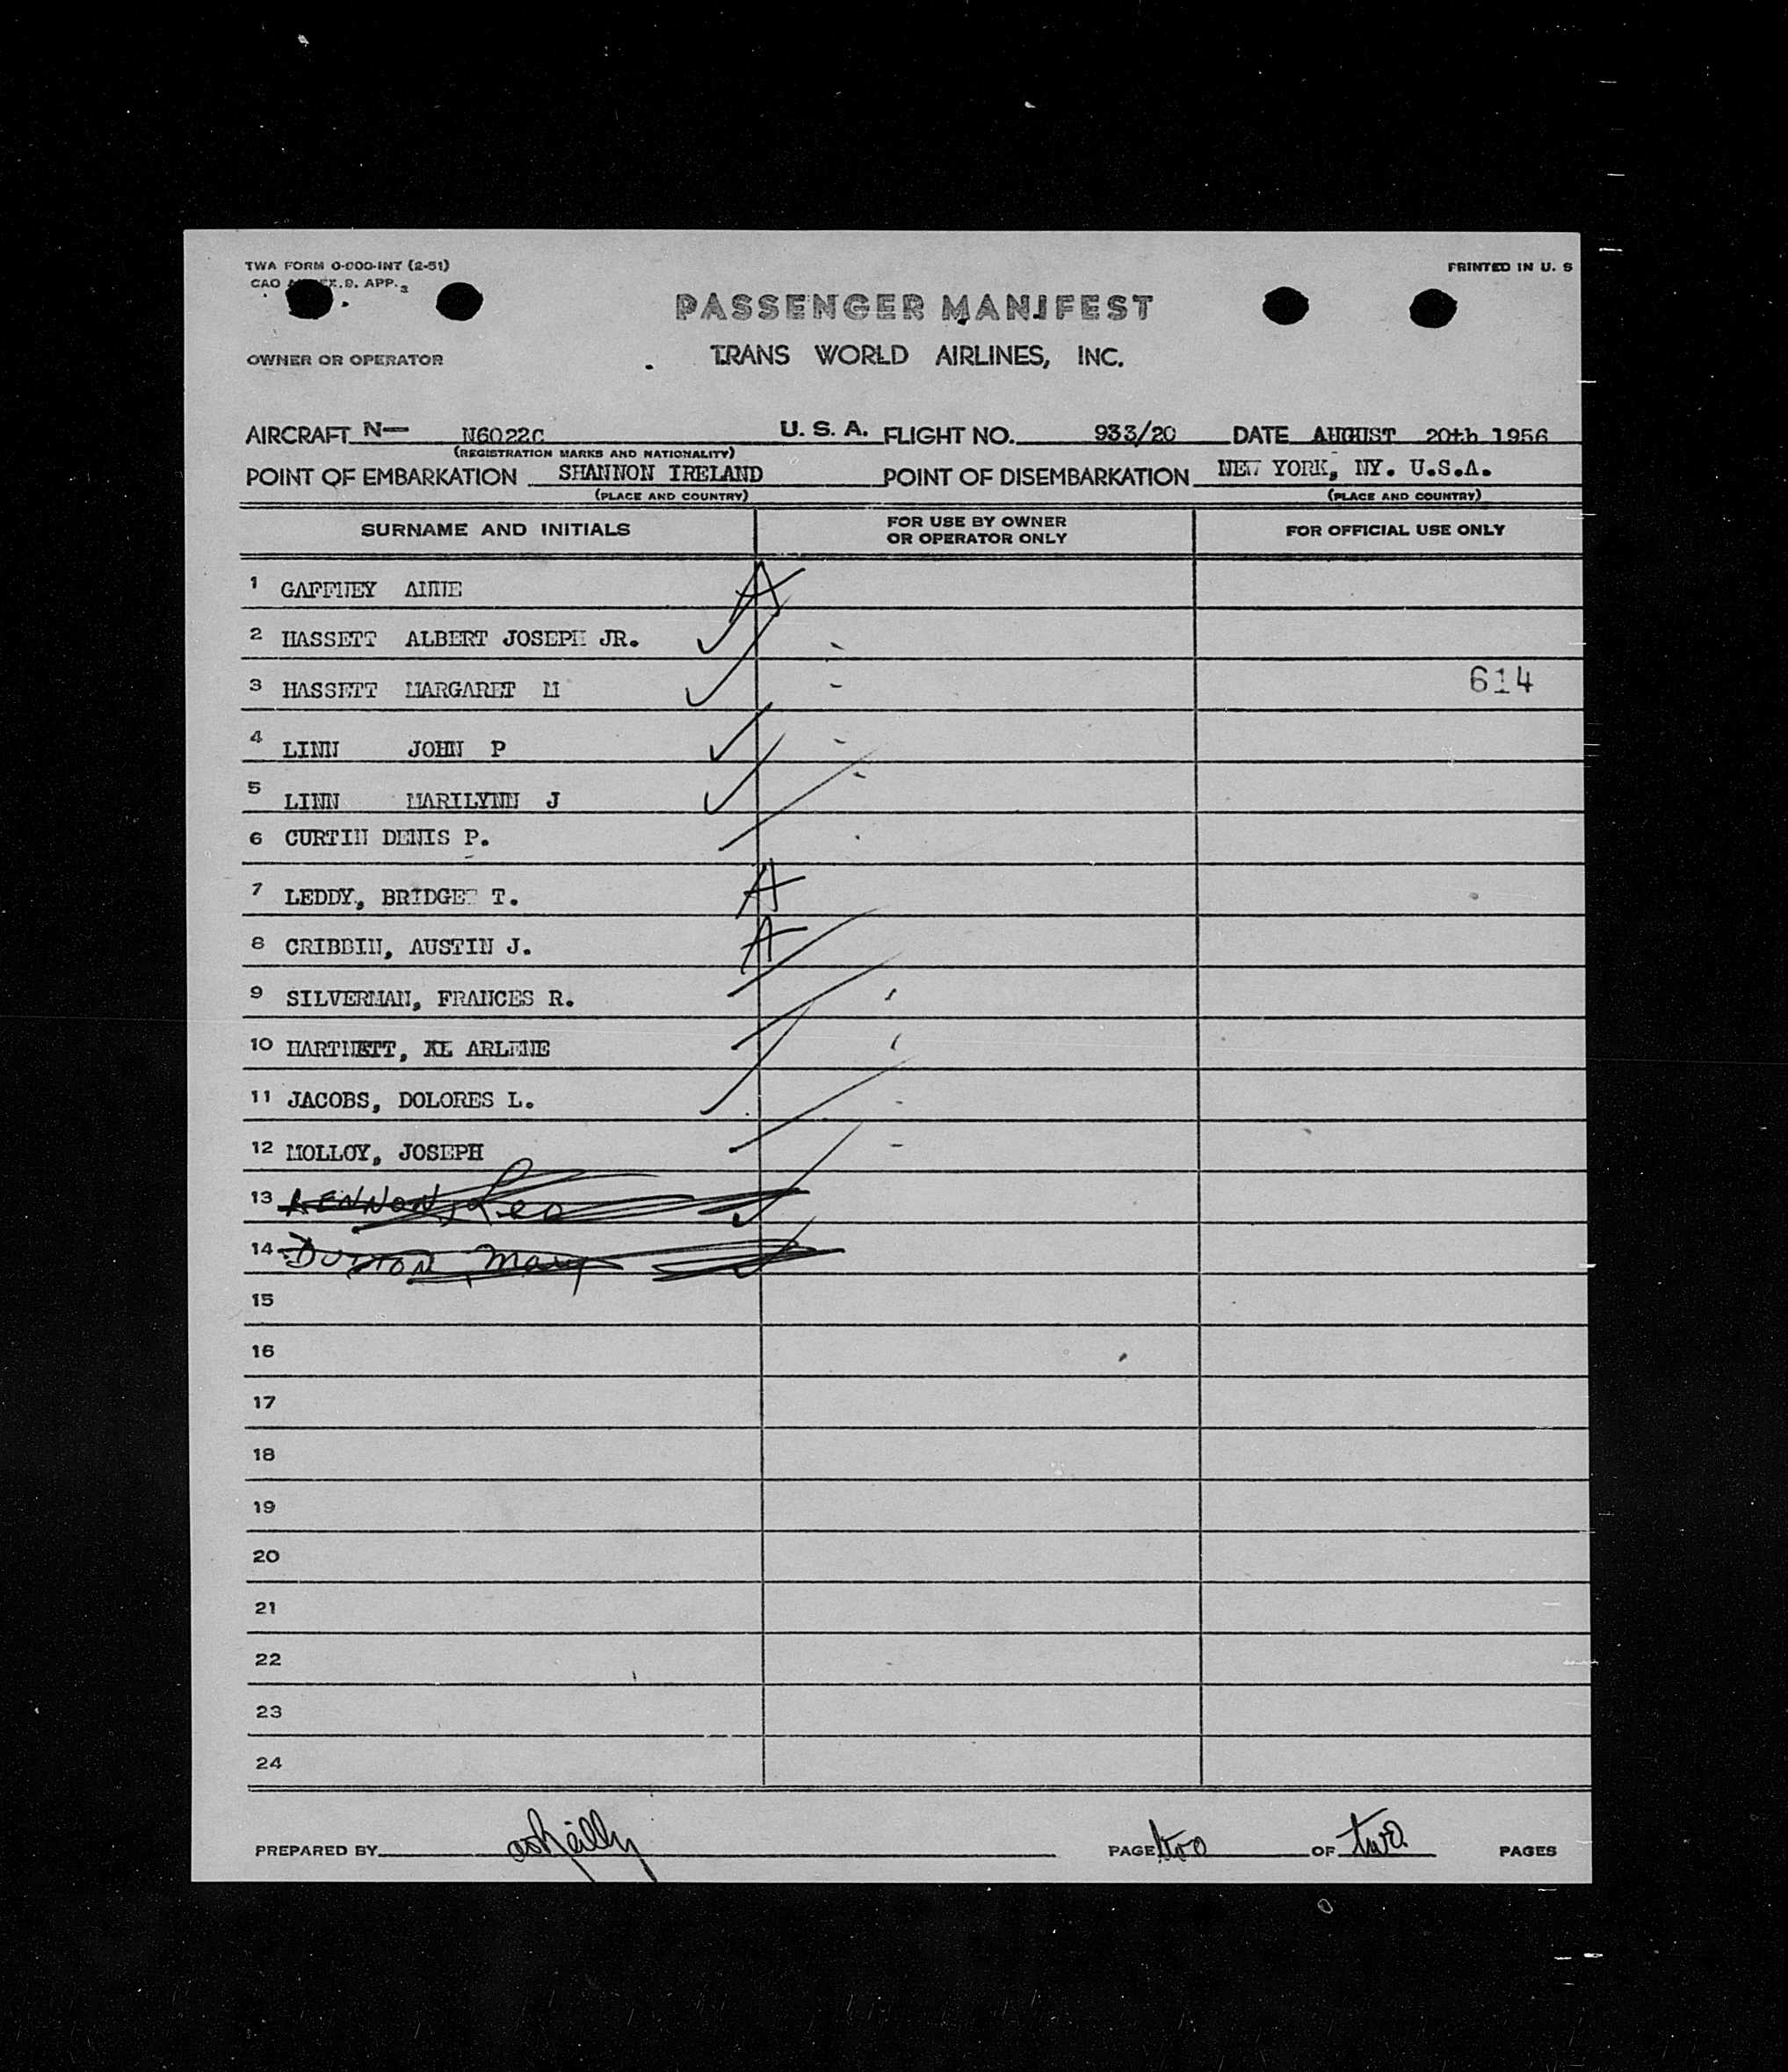 TWA FORM 0-000-INT (2-51) PRINTED IN U. S
CAO APP.
PASSENGER MANIFEST
OWNER OR OPERATOR TRANS WORLD AIRLINES, INC.
AIRCRAFT N— N6022C U. S. A. FLIGHT NO. 933/20 DATE AUGUST 20th 1956
(REGISTRATION MARKS AND NATIONALITY)
POINT OF EMBARKATION SHANNON IRELAND POINT OF DISEMBARKATION NEW YORK, NY. U.S.A.
(PLACE AND COUNTRY) (PLACE AND COUNTRY)
SURNAME AND INITIALS FOR USE BY OWNER OR OPERATOR ONLY FOR OFFICIAL USE ONLY
1 GAFFNEY ANNE A
2 HASSETT ALBERT JOSEPH JR.
3 HASSETT MARGARET M 614
4 LINN JOHN P
5 LINN MARILYNN J
6 CURTIN DENIS P.
7 LEDDY, BRIDGET T. A
8 CRIBBIN, AUSTIN J. A
9 SILVERMAN, FRANCES R.
10 HARTNETT, ARLENE
11 JACOBS, DOLORES L.
12 MOLLOY, JOSEPH
13 Leo
14 Mary
15
16
17
18
19
20
21
22
23
24
PREPARED BY PAGE two OF two PAGES